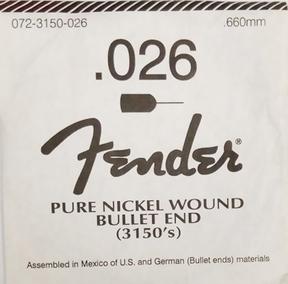 072-3150-026 .660mm
.026
Fender®
PURE NICKEL WOUND
BULLET END
(3150's)
Assembled in Mexico of U.S. and German (Bullet ends) materials